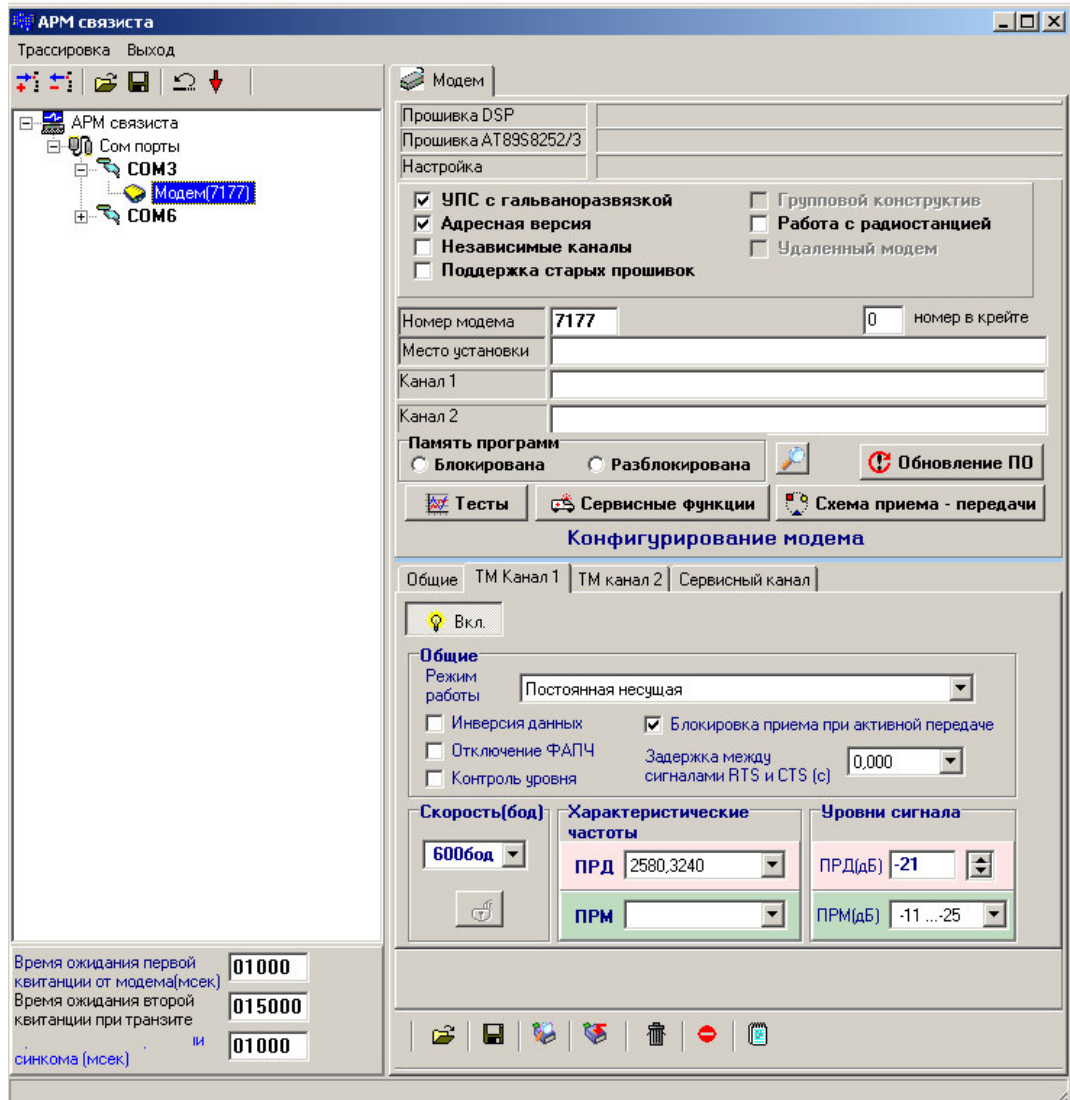 АРМ связиста
Трассировка Выход
АРМ связиста
Сом порты
COM3
Модем(7177)
COM6
Время ожидания первой
квитанции от модема(мсек)
01000
Время ожидания второй
квитанции при транзите
015000
синкома (мсек)
01000
Модем
Прошивка DSP
Прошивка AT89S8252/3
Настройка
УПС с гальваноразвязкой
Групповой конструктив
Адресная версия
Работа с радиостанцией
Независимые каналы
Удаленный модем
Поддержка старых прошивок
Номер модема 7177 0 номер в крейте
Место установки
Канал 1
Канал 2
Память программ
Блокирована Разблокирована
Обновление ПО
Тесты Сервисные функции Схема приема - передачи
Конфигурирование модема
Общие ТМ Канал 1 ТМ канал 2 Сервисный канал
Вкл.
Общие
Режим
работы
Постоянная несущая
Инверсия данных
Блокировка приема при активной передаче
Отключение ФАПЧ
Контроль уровня
Задержка между
сигналами RTS и CTS (с)
0,000
Скорость(бод)
600бод
Характеристические
частоты
ПРД 2580,3240
ПРМ
Уровни сигнала
ПРД(дБ) -21
ПРМ(дБ) -11 ...-25